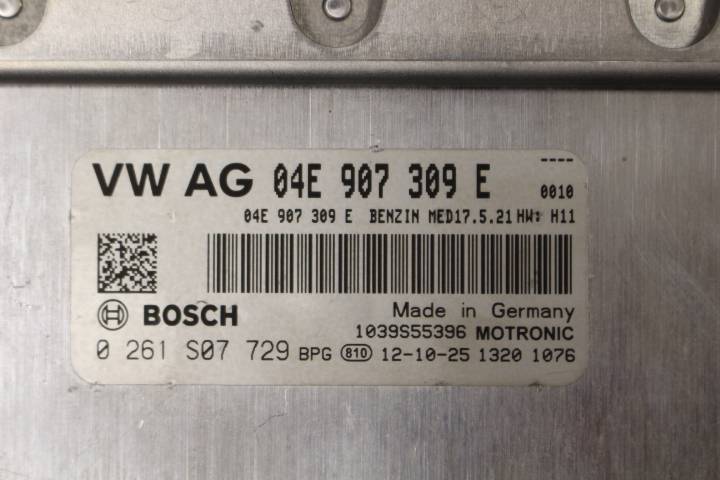 ----
VW AG 04E 907 309 E 0010
04E 907 309 E BENZIN MED17.5.21 HW: H11
BOSCH Made in Germany
1039S55396 MOTRONIC
0 261 S07 729 BPG 810 12-10-25 1320 1076